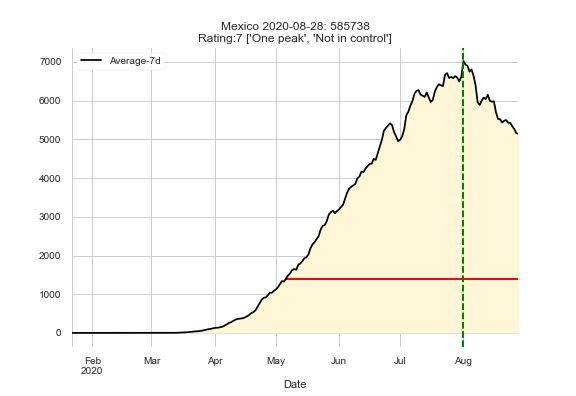 Mexico 2020-08-28: 585738
Rating:7 ['One peak', 'Not in control']
Average-7d
7000
6000
5000
4000
3000
2000
1000
0
Feb Mar Apr May Jun Jul Aug
2020
Date